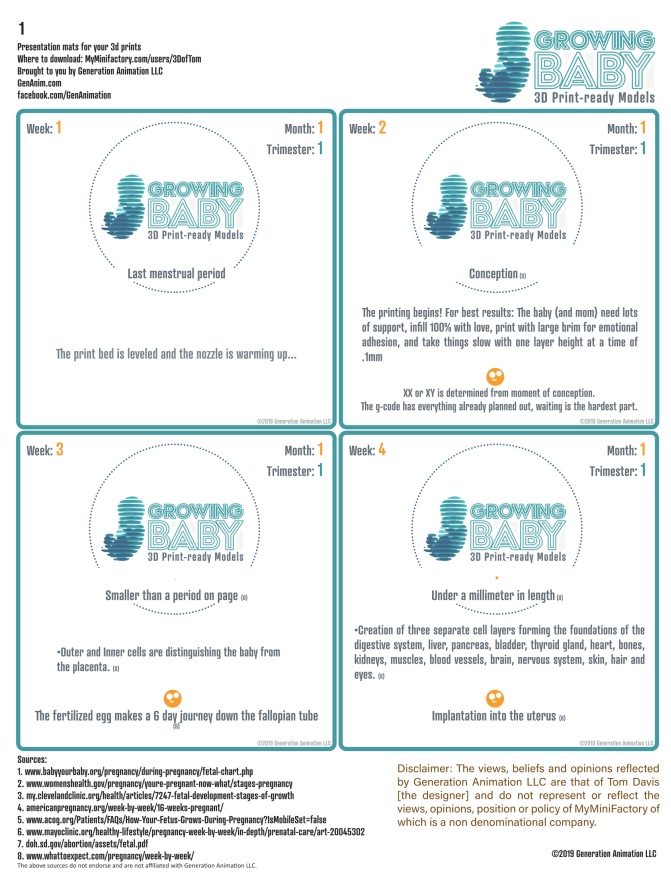 1
Presentation mats for your 3d prints
Where to download: MyMinifactory.com/users/3DofTom
Brought to you by Generation Animation LLC
GenAnim.com
facebook.com/GenAnimation
GROWING
BABY
3D Print-ready Models
Week: 1
Month: 1
Trimester: 1
GROWING
BABY
3D Print-ready Models
Last menstrual period
The print bed is leveled and the nozzle is warming up...
©2019 Generation Animation LLC
Week: 2
Month: 1
Trimester: 1
GROWING
BABY
3D Print-ready Models
Conception
The printing begins! For best results: The baby (and mom) need lots
of support, infill 100% with love, print with large brim for emotional
adhesion, and take things slow with one layer height at a time of
.1mm
XX or XY is determined from moment of conception.
The g-code has everything already planned out, waiting is the hardest part.
©2019 Generation Animation LLC
Week: 3
Month: 1
Trimester: 1
GROWING
BABY
3D Print-ready Models
Smaller than a period on page
•Outer and Inner cells are distinguishing the baby from
the placenta.
The fertilized egg makes a 6 day journey down the fallopian tube
©2019 Generation Animation LLC
Week: 4
Month: 1
Trimester: 1
GROWING
BABY
3D Print-ready Models
Under a millimeter in length
•Creation of three separate cell layers forming the foundations of the
digestive system, liver, pancreas, bladder, thyroid gland, heart, bones,
kidneys, muscles, blood vessels, brain, nervous system, skin, hair and
eyes.
Implantation into the uterus
©2019 Generation Animation LLC
Sources:
1. www.babyyourbaby.org/pregnancy/during-pregnancy/fetal-chart.php
2. www.womenshealth.gov/pregnancy/youre-pregnant-now-what/stages-pregnancy
3. my.clevelandclinic.org/health/articles/7247-fetal-development-stages-of-growth
4. americanpregnancy.org/week-by-week/16-weeks-pregnant/
5. www.acog.org/Patients/FAQs/How-Your-Fetus-Grows-During-Pregnancy?IsMobileSet=false
6. www.mayoclinic.org/healthy-lifestyle/pregnancy-week-by-week/in-depth/prenatal-care/art-20045302
7. doh.sd.gov/abortion/assets/fetal.pdf
8. www.whattoexpect.com/pregnancy/week-by-week/
The above sources do not endorse and are not affiliated with Generation Animation LLC.
Disclaimer: The views, beliefs and opinions reflected
by Generation Animation LLC are that of Tom Davis
[the designer] and do not represent or reflect the
views, opinions, position or policy of MyMiniFactory of
which is a non denominational company.
©2019 Generation Animation LLC